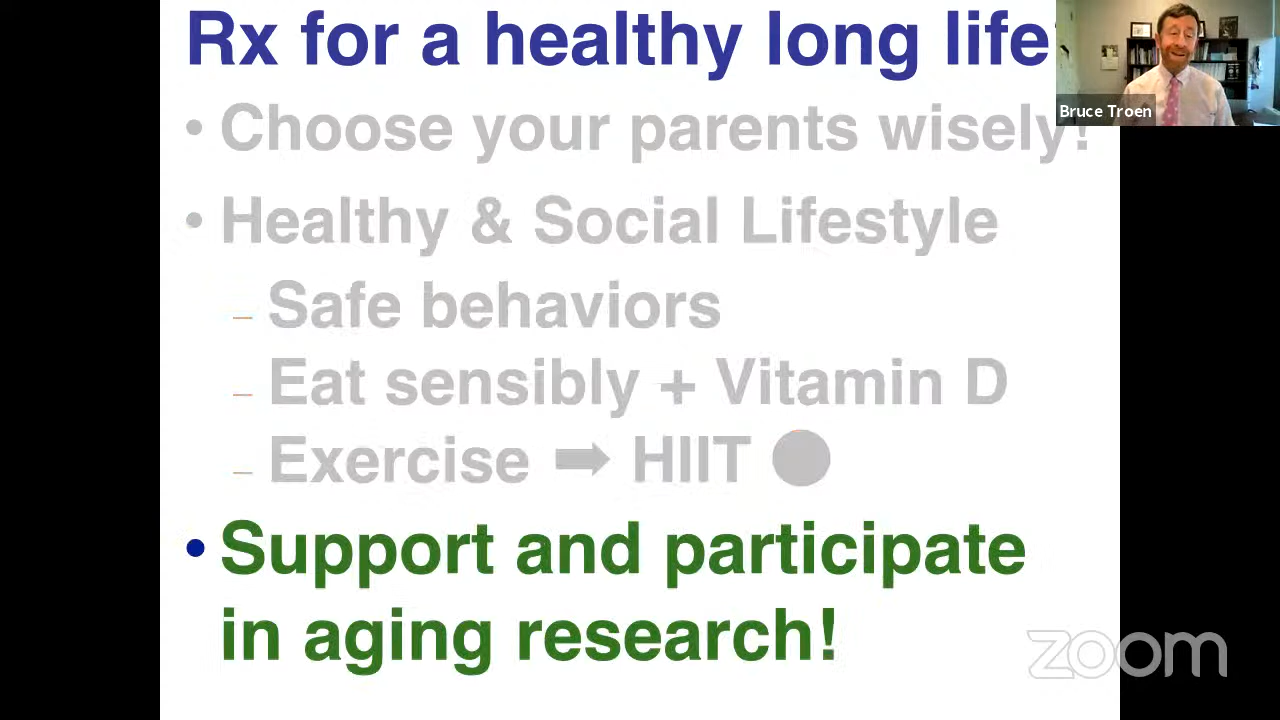 Rx for a healthy long life
Bruce Troen
• Choose your parents wisely!
• Healthy & Social Lifestyle
– Safe behaviors
– Eat sensibly + Vitamin D
– Exercise ➡ HIIT ●
• Support and participate
in aging research!
zoom